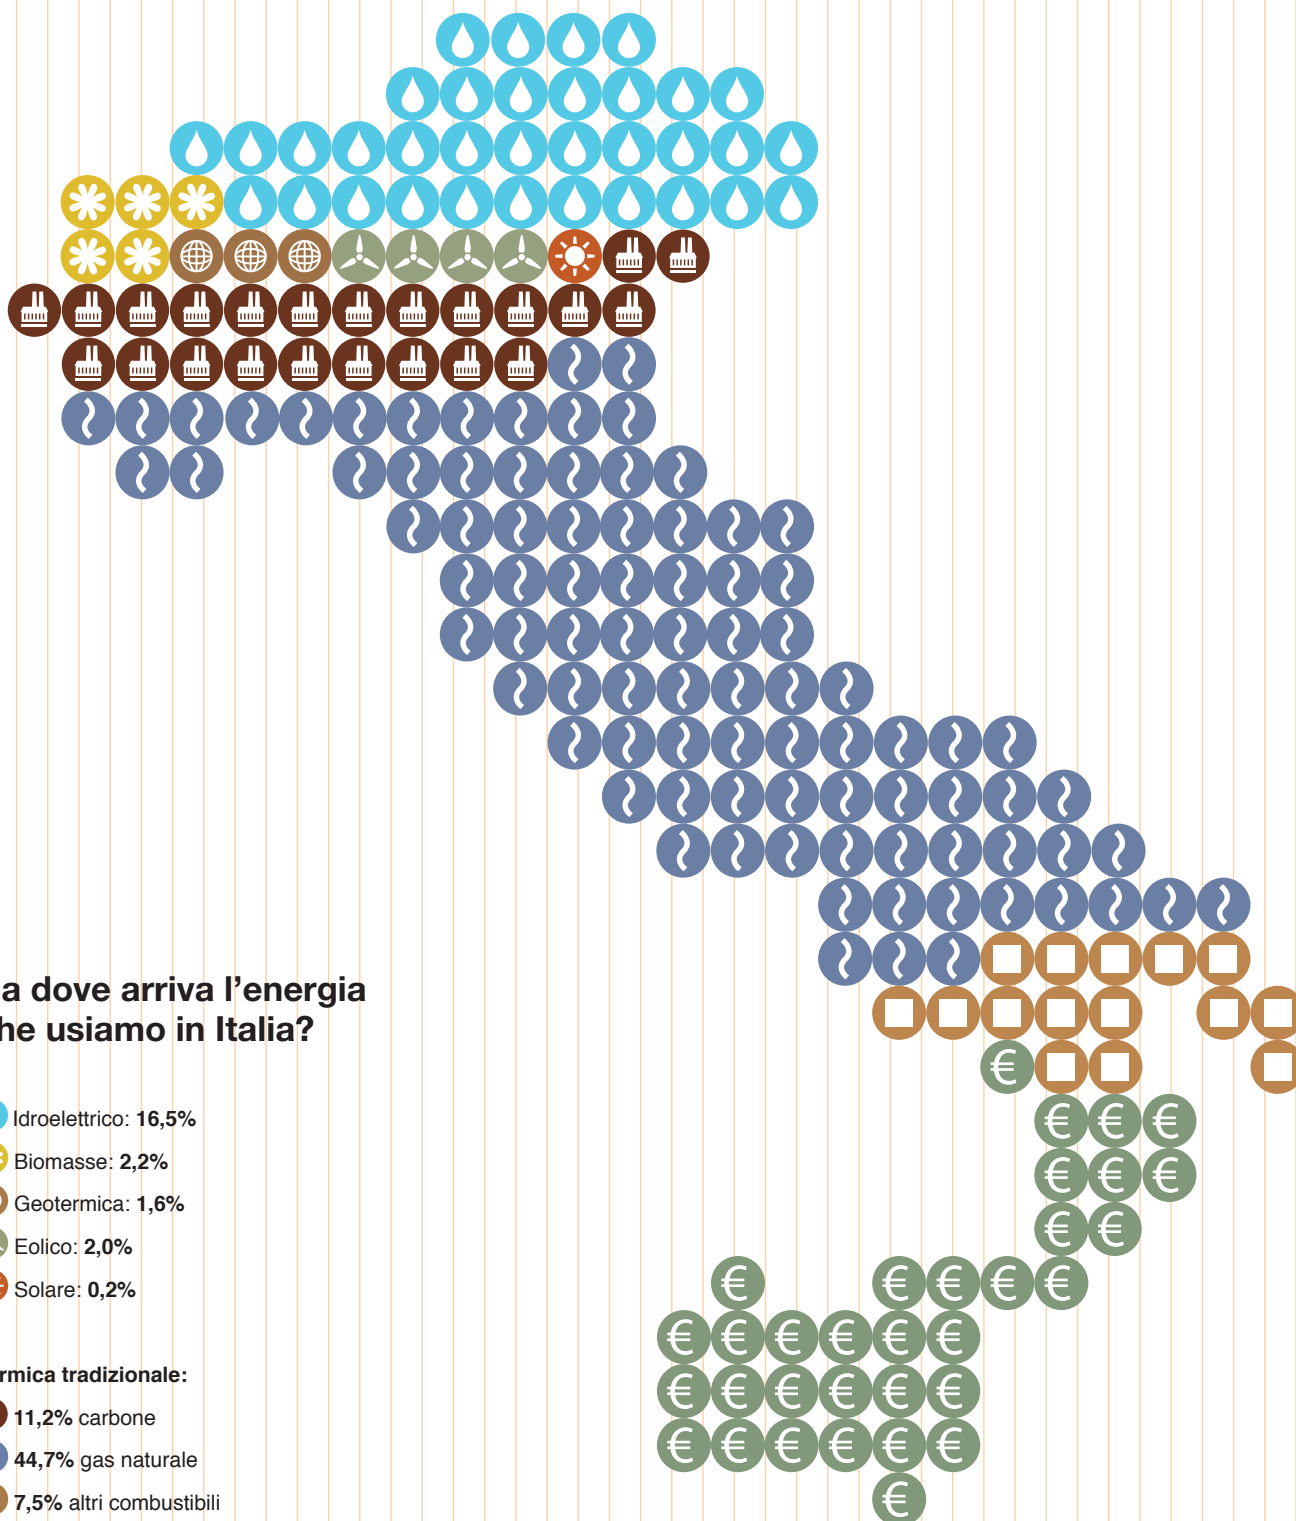 a dove arriva l’energia
he usiamo in Italia?
Idroelettrico: 16,5%
Biomasse: 2,2%
Geotermica: 1,6%
Eolico: 2,0%
Solare: 0,2%
rmica tradizionale:
11,2% carbone
44,7% gas naturale
7,5% altri combustibili